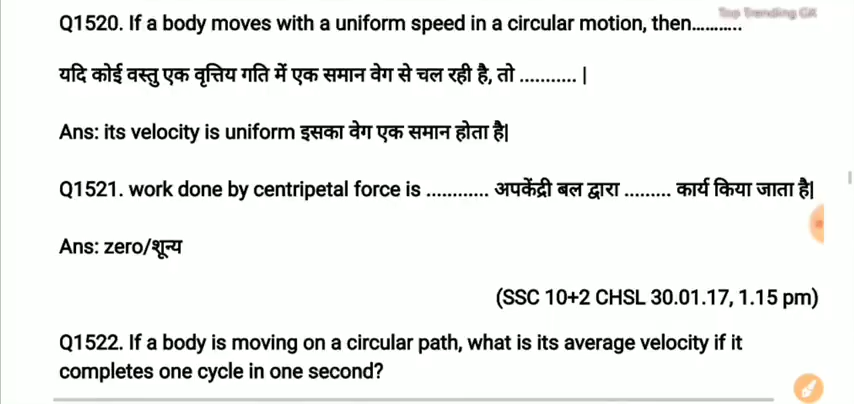 Top Trending GK
Q1520. If a body moves with a uniform speed in a circular motion, then...........
यदि कोई वस्तु एक वृत्तिय गति में एक समान वेग से चल रही है, तो ........... |
Ans: its velocity is uniform इसका वेग एक समान होता है|
Q1521. work done by centripetal force is ............ अपकेंद्री बल द्वारा ......... कार्य किया जाता है|
Ans: zero/शून्य
(SSC 10+2 CHSL 30.01.17, 1.15 pm)
Q1522. If a body is moving on a circular path, what is its average velocity if it
completes one cycle in one second?